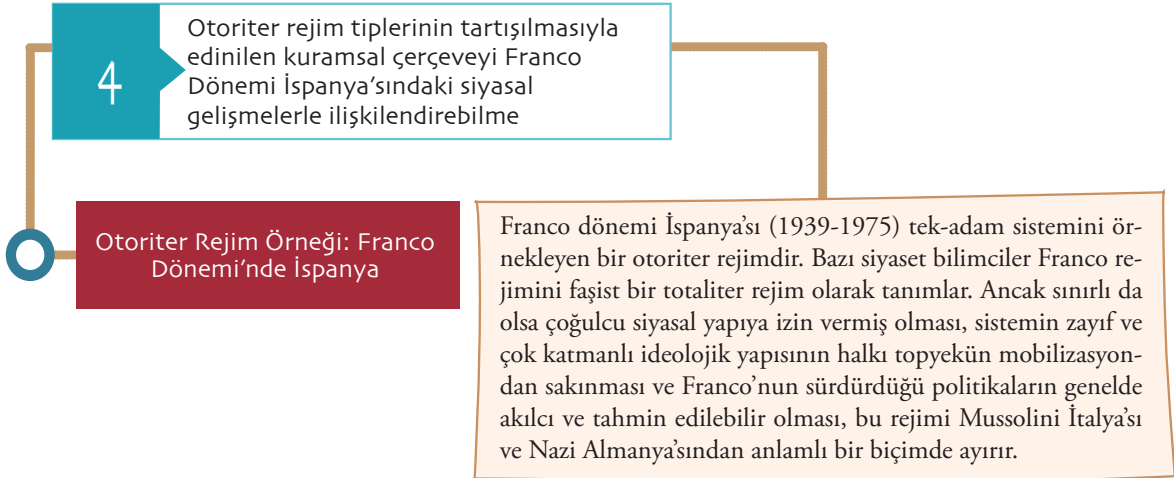 4
Otoriter rejim tiplerinin tartışılmasıyla
edinilen kuramsal çerçeveyi Franco
Dönemi İspanya’sındaki siyasal
gelişmelerle ilişkilendirebilme
Otoriter Rejim Örneği: Franco
Dönemi’nde İspanya
Franco dönemi İspanya’sı (1939-1975) tek-adam sistemini ör-
nekleyen bir otoriter rejimdir. Bazı siyaset bilimciler Franco re-
jimini faşist bir totaliter rejim olarak tanımlar. Ancak sınırlı da
olsa çoğulcu siyasal yapıya izin vermiş olması, sistemin zayıf ve
çok katmanlı ideolojik yapısının halkı topyekün mobilizasyon-
dan sakınması ve Franco’nun sürdürdüğü politikaların genelde
akılcı ve tahmin edilebilir olması, bu rejimi Mussolini İtalya’sı
ve Nazi Almanya’sından anlamlı bir biçimde ayırır.